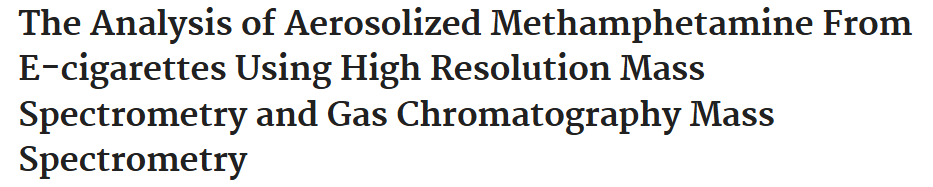 The Analysis of Aerosolized Methamphetamine From
E-cigarettes Using High Resolution Mass
Spectrometry and Gas Chromatography Mass
Spectrometry